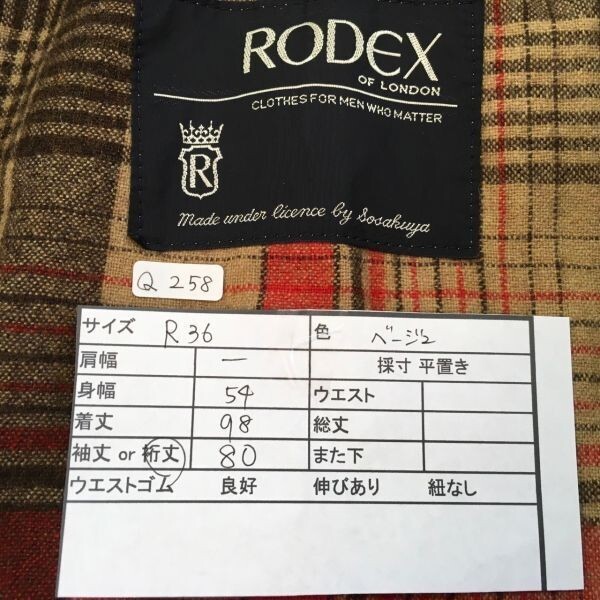 RODEX
OF LONDON
CLOTHES FOR MEN WHO MATTER
R
Made under licence by Sosakuya
Q 258
サイズ R36 色 ベージュ
肩幅 — 採寸 平置き
身幅 54 ウエスト
着丈 98 総丈
袖丈 or 裄丈 80 また下
ウエストゴム 良好 伸びあり 紐なし